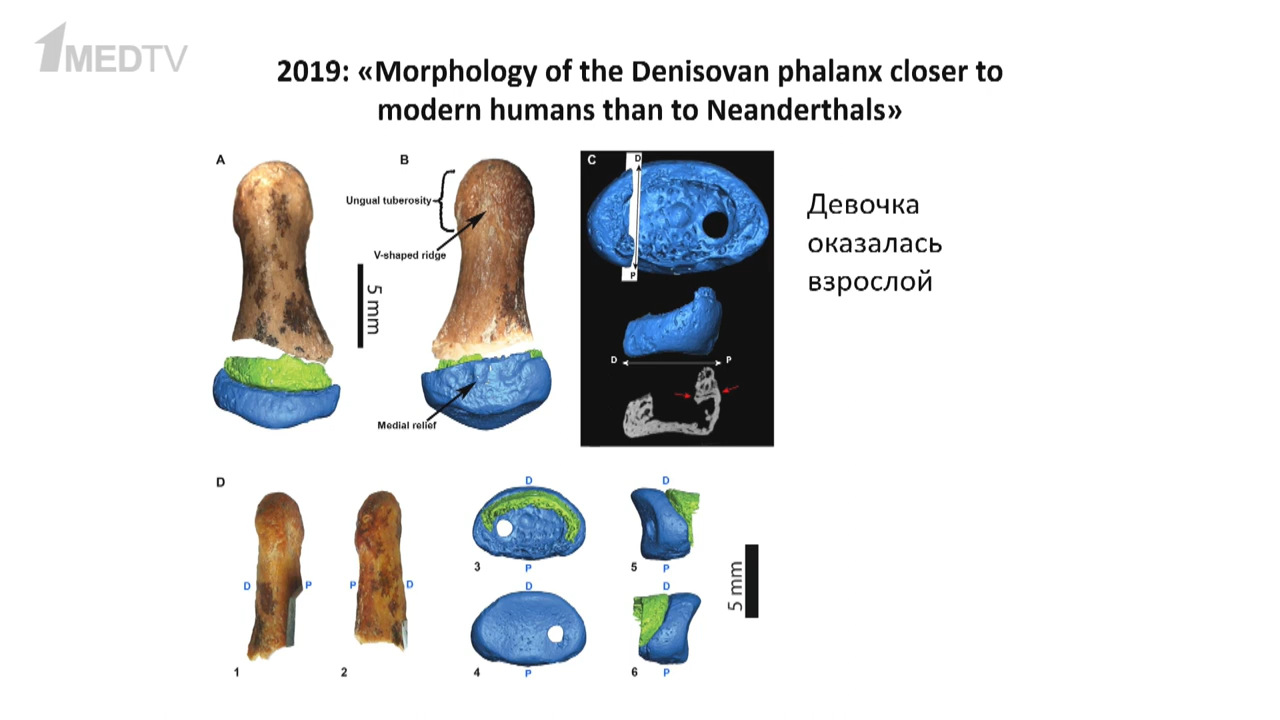 1MEDTV
2019: «Morphology of the Denisovan phalanx closer to
modern humans than to Neanderthals»
A
B
Ungual tuberosity
V-shaped ridge
5 mm
Medial relief
C
D
P
D
P
Девочка
оказалась
взрослой
D
D
P
1
P
D
2
D
3
P
D
4
P
D
5
P
D
6
P
5 mm